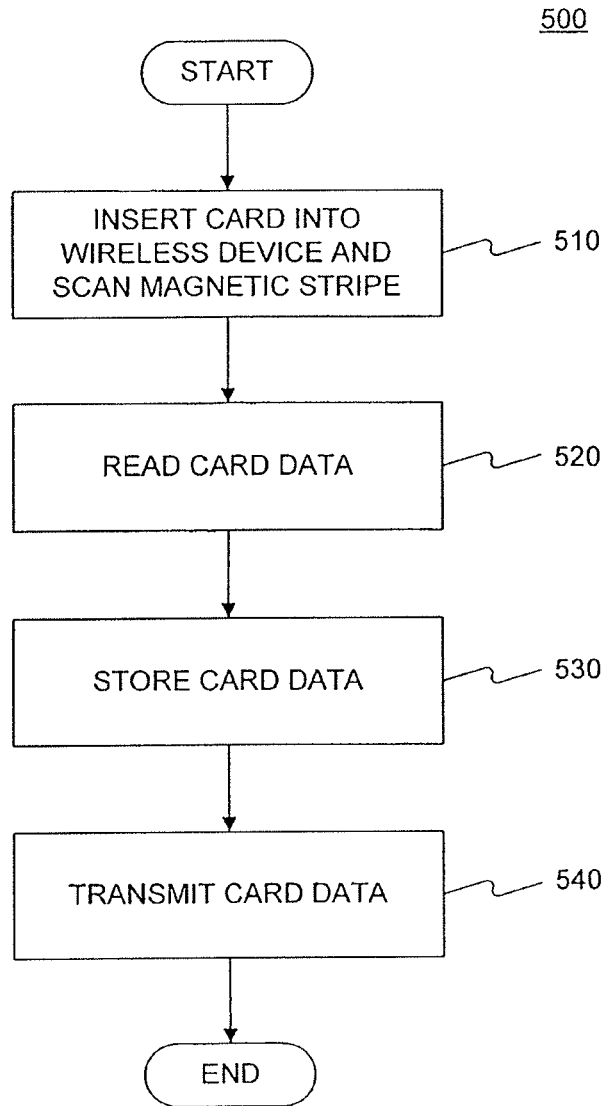 500
START
INSERT CARD INTO
WIRELESS DEVICE AND
SCAN MAGNETIC STRIPE
510
READ CARD DATA
520
STORE CARD DATA
530
TRANSMIT CARD DATA
540
END